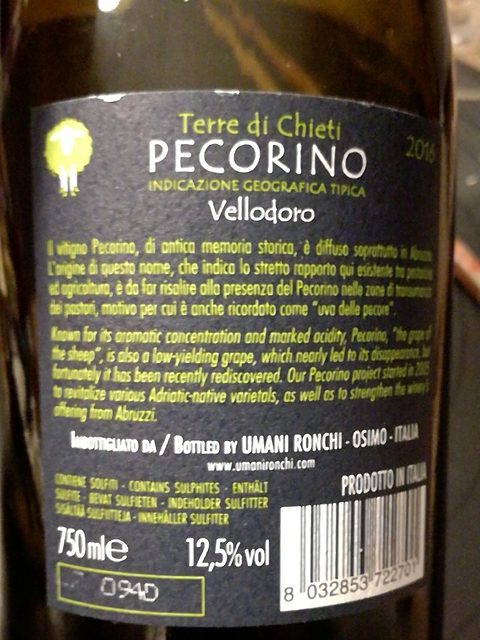 Terre di Chieti
2016
PECORINO
INDICAZIONE GEOGRAFICA TIPICA
Vellodoro
Il vitigno Pecorino, di antica memoria storica, è diffuso soprattutto in Abruzzo.
L'origine di questo nome, che indica lo stretto rapporto qui esistente tra pastorizia
ed agricoltura, è da far risalire alla presenza del Pecorino nelle zone di transumanza
dei pastori, motivo per cui è anche ricordato come "uva delle pecore".
Known for its aromatic concentration and marked acidity, Pecorino, "the grape of
the sheep", is also a low-yielding grape, which nearly led to its disappearance, but
fortunately it has been recently rediscovered. Our Pecorino project started in 2005
to revitalize various Adriatic-native varietals, as well as to strengthen the winery's
offering from Abruzzi.
IMBOTTIGLIATO DA / BOTTLED BY UMANI RONCHI - OSIMO - ITALIA
www.umanironchi.com
CONTIENE SOLFITI - CONTAINS SULPHITES - ENTHÄLT
SULFITE - BEVAT SULFIETEN - INDEHOLDER SULFITTER
SISÄLTÄÄ SULFIITTEJA - INNEHÅLLER SULFITER
PRODOTTO IN ITALIA
750 ml e
12,5% vol
094D
8 032853 722701